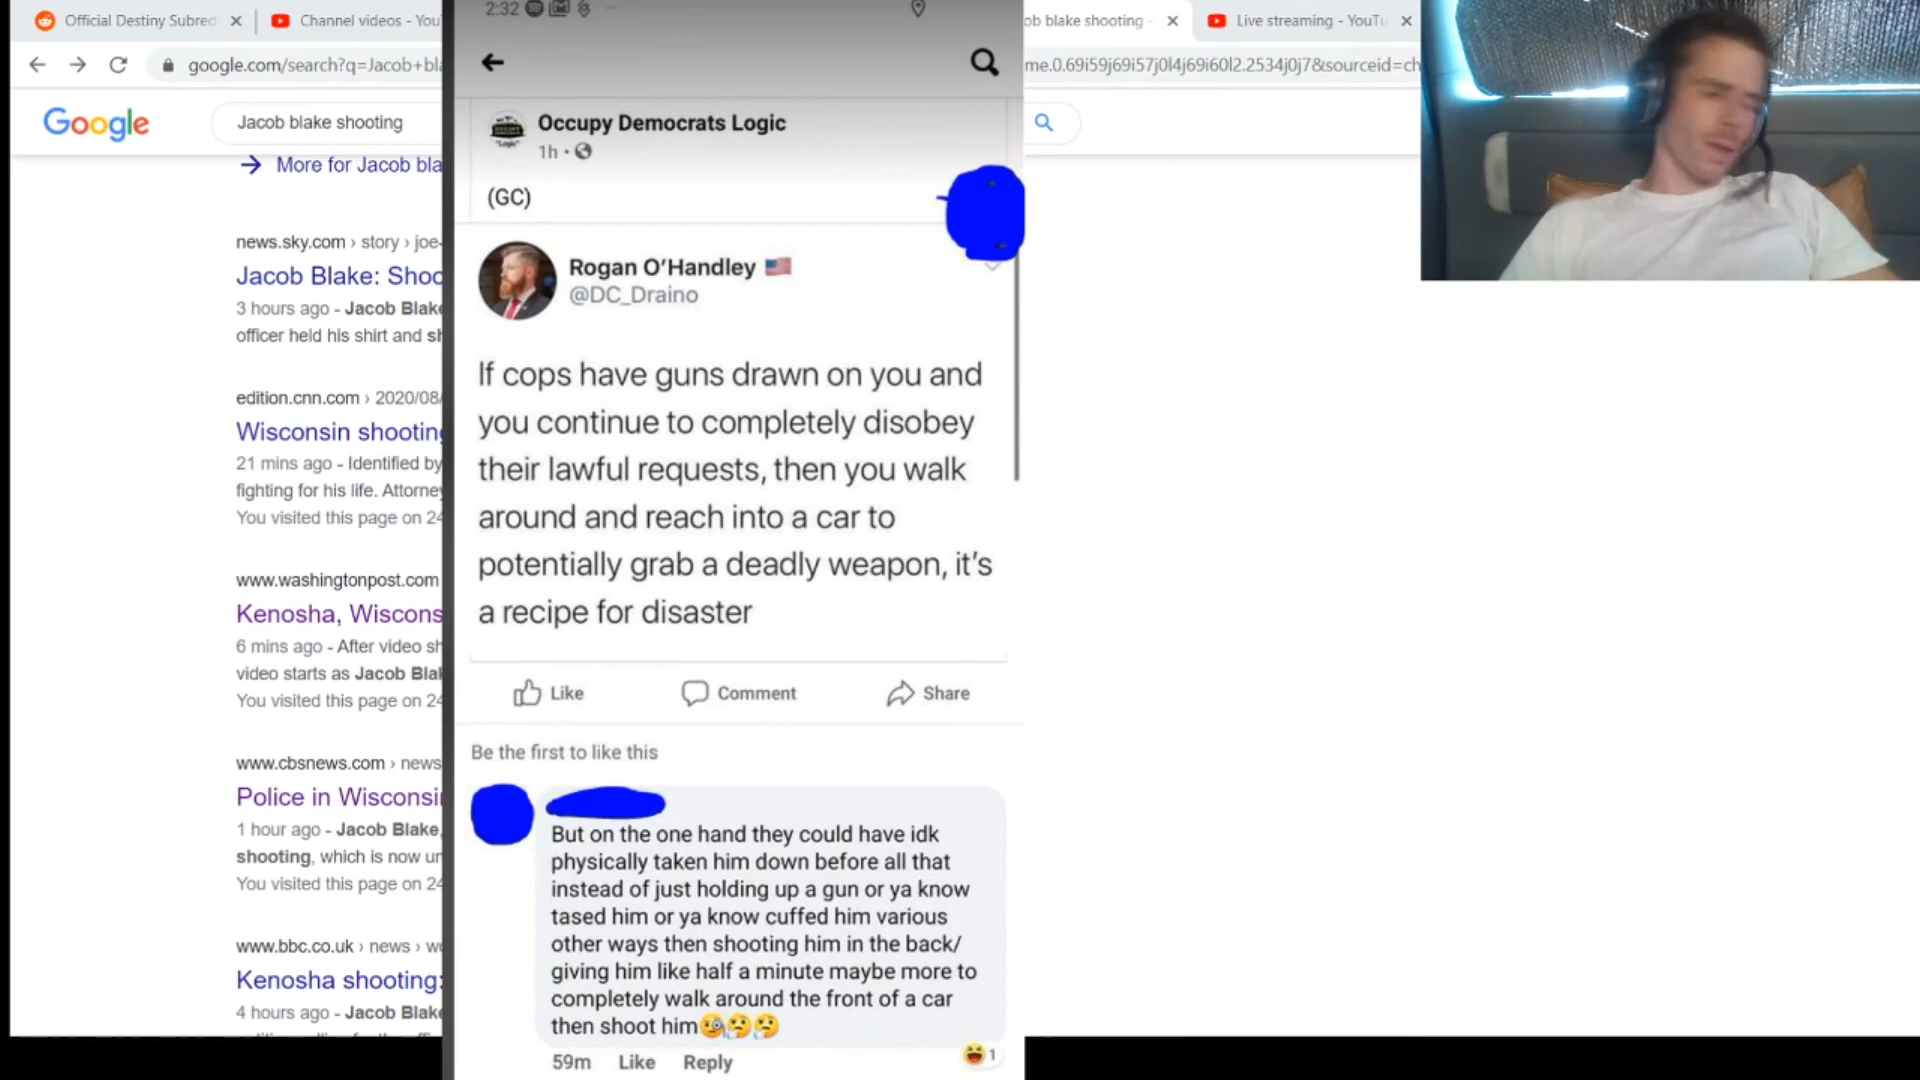 Official Destiny Subred
Channel videos - You
ob blake shooting -
Live streaming - YouTu
google.com/search?q=Jacob+bla
me.0.69i59j69i57j0l4j69i60l2.2534j0j7&sourceid=ch
Google
Jacob blake shooting
More for Jacob bla
news.sky.com › story › joe-
Jacob Blake: Shoo
3 hours ago - Jacob Blake
officer held his shirt and sh
edition.cnn.com › 2020/08/
Wisconsin shooting
21 mins ago - Identified by
fighting for his life. Attorney
You visited this page on 24
www.washingtonpost.com
Kenosha, Wiscons
6 mins ago - After video sh
video starts as Jacob Blak
You visited this page on 24
www.cbsnews.com › news
Police in Wisconsi
1 hour ago - Jacob Blake,
shooting, which is now un
You visited this page on 24
www.bbc.co.uk › news › wo
Kenosha shooting:
4 hours ago - Jacob Blake
2:32
Occupy Democrats Logic
1h
(GC)
Rogan O'Handley
@DC_Draino
If cops have guns drawn on you and
you continue to completely disobey
their lawful requests, then you walk
around and reach into a car to
potentially grab a deadly weapon, it's
a recipe for disaster
Like Comment Share
Be the first to like this
But on the one hand they could have idk
physically taken him down before all that
instead of just holding up a gun or ya know
tased him or ya know cuffed him various
other ways then shooting him in the back/
giving him like half a minute maybe more to
completely walk around the front of a car
then shoot him🧐🤔🤔
59m Like Reply
1